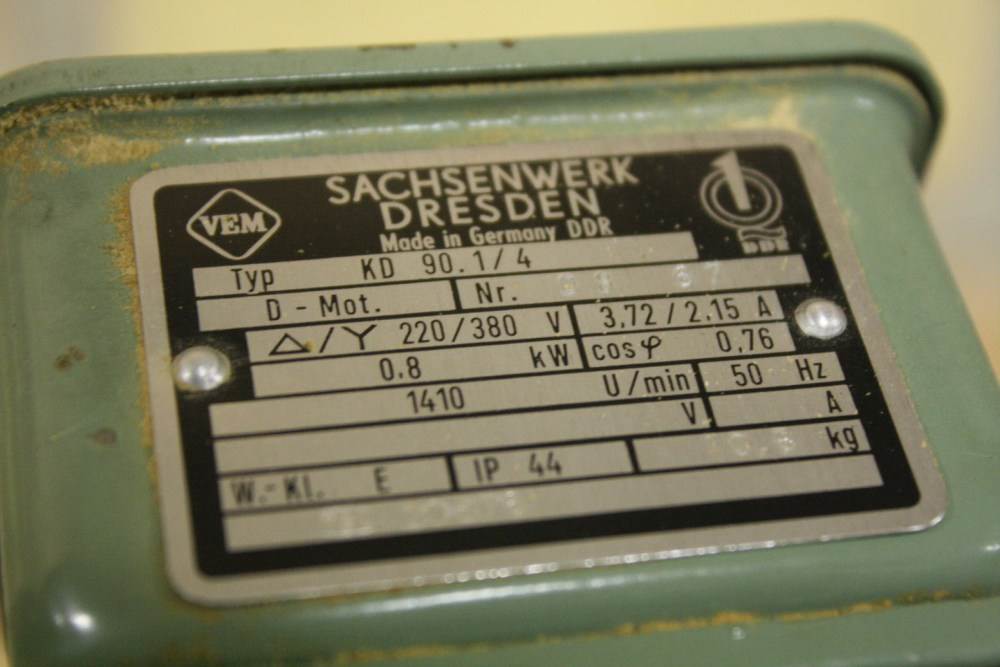 VEM
SACHSENWERK
DRESDEN
Made in Germany DDR
1Q
DDR
Typ KD 90.1/4
D - Mot. Nr.
△/Y 220/380 V 3,72/2.15 A
0,8 kW cosφ 0,76
1410 U/min 50 Hz
V A
W.-Kl. E IP 44 kg